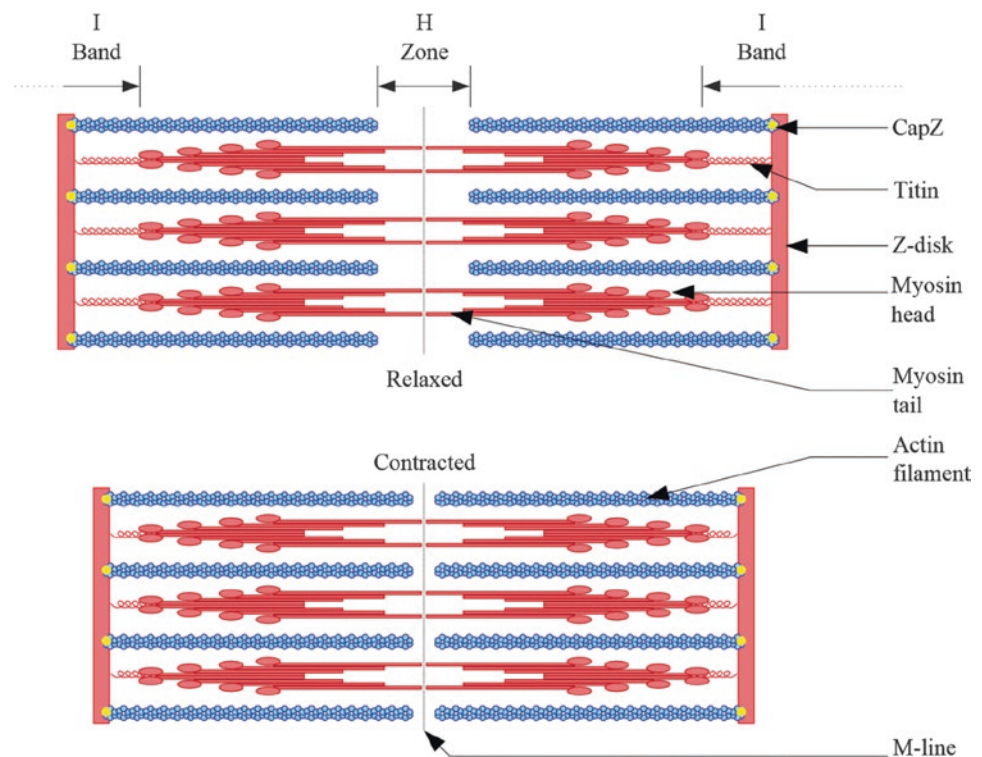 I
Band
H
Zone
I
Band
CapZ
Titin
Z-disk
Myosin
head
Relaxed
Myosin
tail
Contracted
Actin
filament
M-line